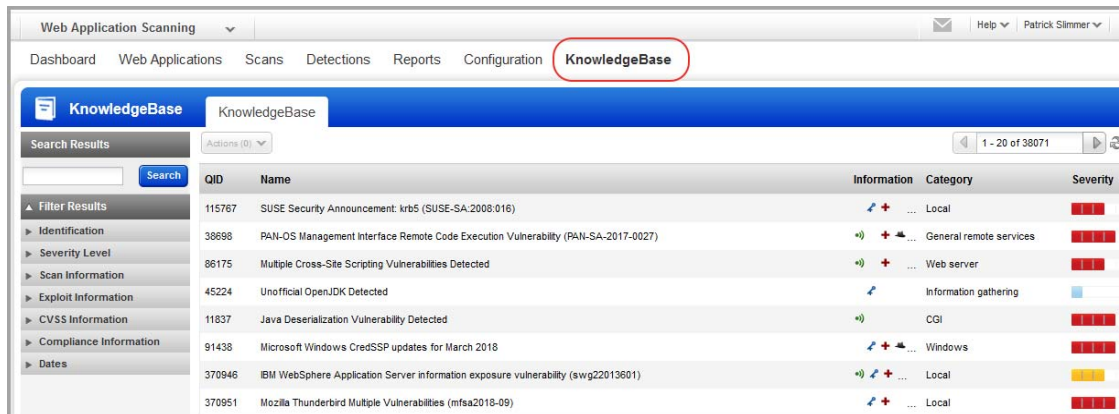 Web Application Scanning
Help Patrick Slimmer
Dashboard Web Applications Scans Detections Reports Configuration KnowledgeBase
KnowledgeBase KnowledgeBase
Search Results Actions (0) 1 - 20 of 38071
Search QID Name Information Category Severity
Filter Results 115767 SUSE Security Announcement: krb5 (SUSE-SA:2008:016) ... Local
Identification 38698 PAN-OS Management Interface Remote Code Execution Vulnerability (PAN-SA-2017-0027) ... General remote services
Severity Level 86175 Multiple Cross-Site Scripting Vulnerabilities Detected ... Web server
Scan Information 45224 Unofficial OpenJDK Detected Information gathering
Exploit Information 11837 Java Deserialization Vulnerability Detected CGI
CVSS Information
Compliance Information 91438 Microsoft Windows CredSSP updates for March 2018 ... Windows
Dates 370946 IBM WebSphere Application Server information exposure vulnerability (swg22013601) ... Local
370951 Mozilla Thunderbird Multiple Vulnerabilities (mfsa2018-09) ... Local